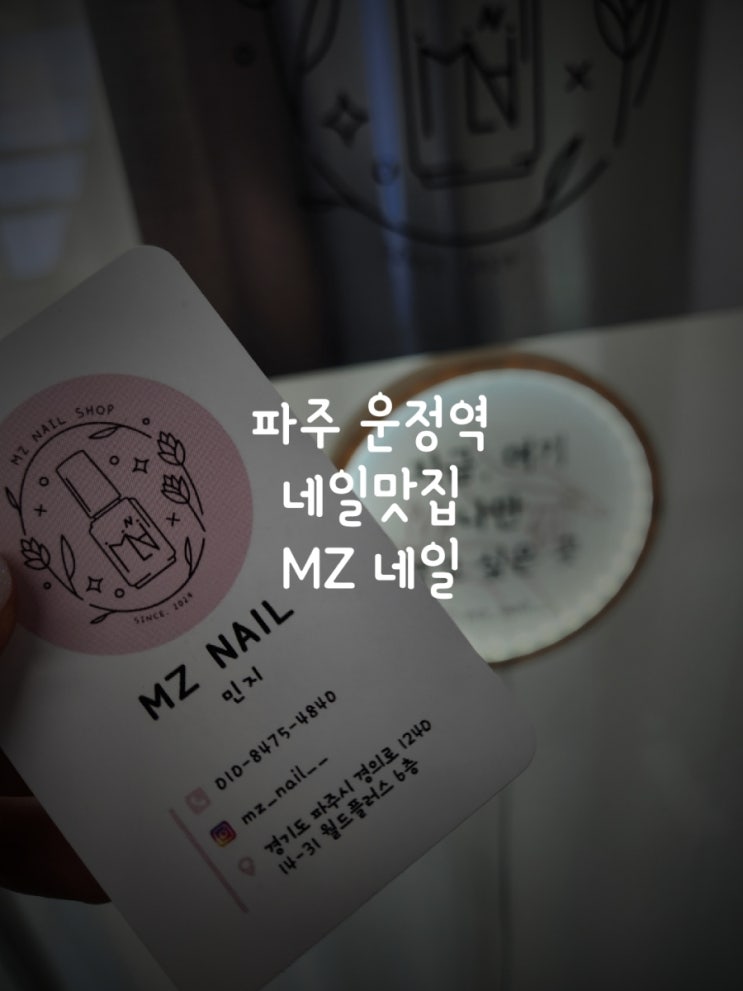 파주 운정역
네일맛집
MZ 네일
MZ NAIL SHOP
SINCE. 2024
MZ NAIL
민지
010-8475-4840
mz_nail__
경기도 파주시 경의로 1240
14-31 월드플러스 6층